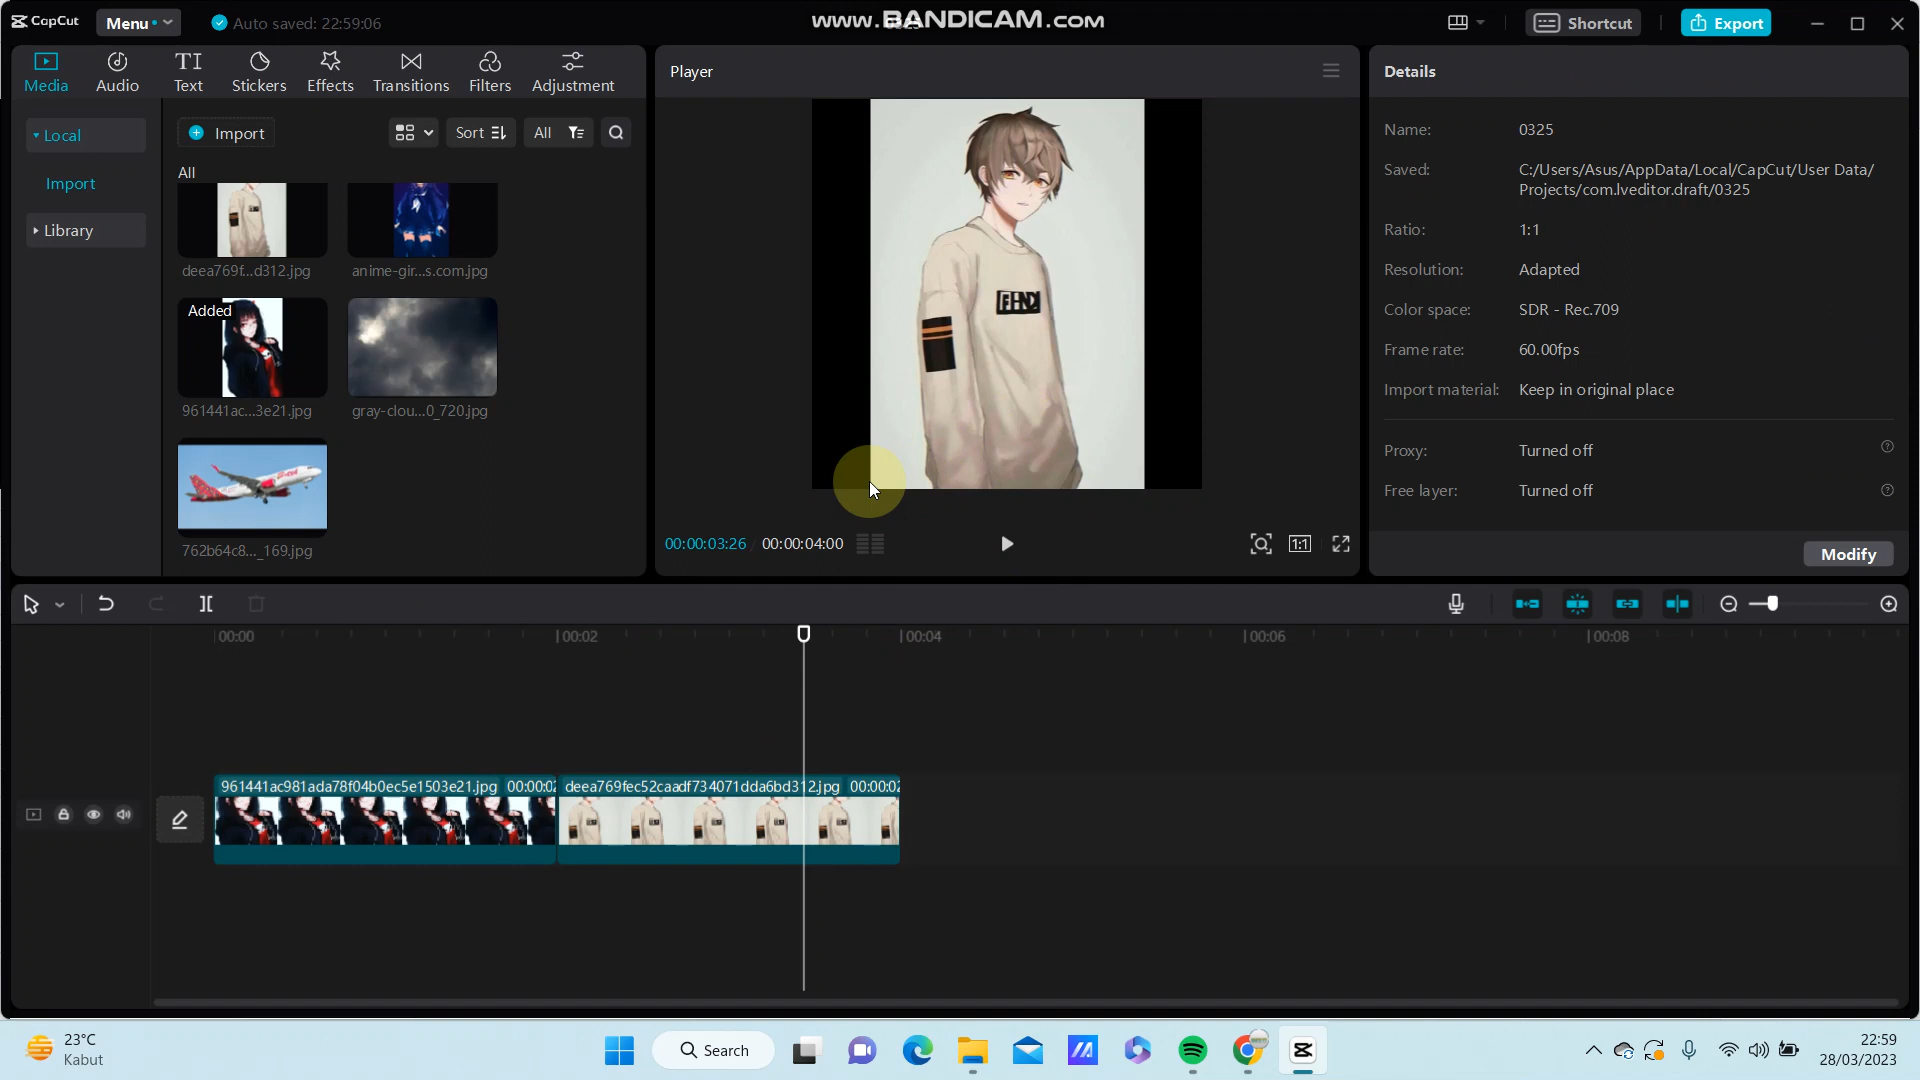 CapCut
Menu
Auto saved: 22:59:06
www.BANDICAM.com
Shortcut
Export
Media
Audio
Text
Stickers
Effects
Transitions
Filters
Adjustment
Local
Import
Library
Import
Sort
All
All
deea769f...d312.jpg
anime-gir...s.com.jpg
Added
961441ac...3e21.jpg
gray-clou...0_720.jpg
762b64c8..._169.jpg
Player
FENDI
00:00:03:26
00:00:04:00
1:1
Details
Name: 0325
Saved: C:/Users/Asus/AppData/Local/CapCut/User Data/
Projects/com.lveditor.draft/0325
Ratio: 1:1
Resolution: Adapted
Color space: SDR - Rec.709
Frame rate: 60.00fps
Import material: Keep in original place
Proxy: Turned off
Free layer: Turned off
Modify
00:00
00:02
00:04
00:06
00:08
961441ac981ada78f04b0ec5e1503e21.jpg 00:00:02
deea769fec52caadf734071dda6bd312.jpg 00:00:02
23°C
Kabut
Search
22:59
28/03/2023